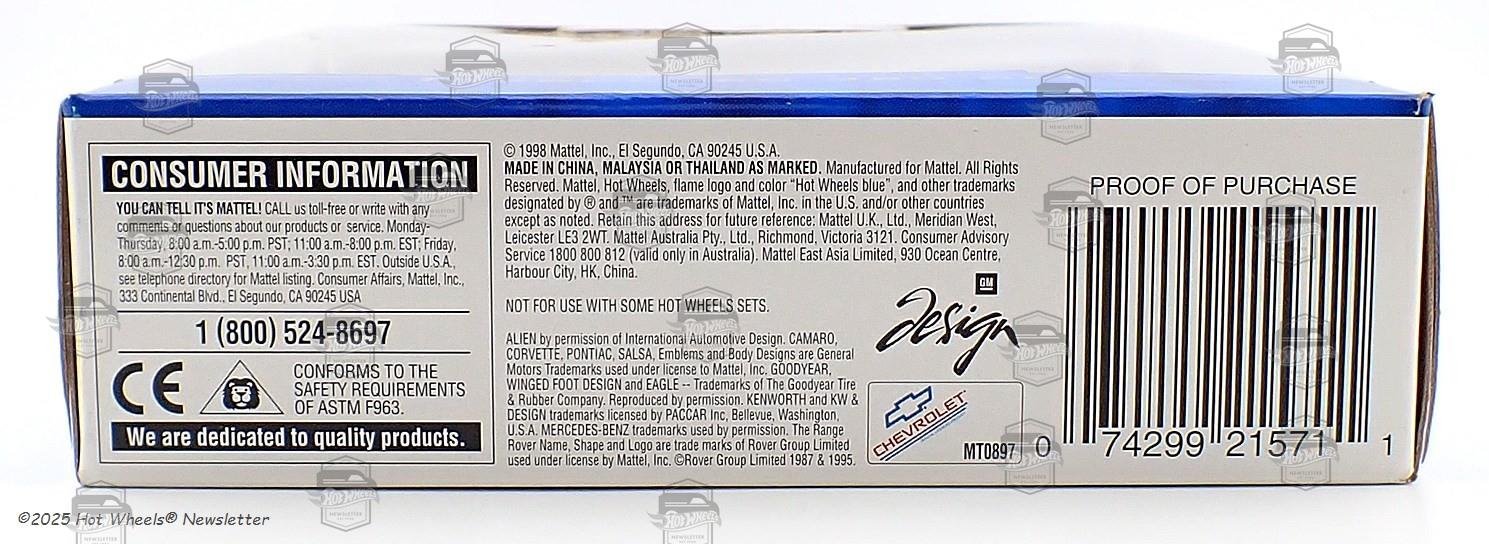 CONSUMER INFORMATION
YOU CAN TELL IT'S MATTEL! CALL us toll-free or write with any
comments or questions about our products or service. Monday-
Thursday, 8:00 a.m.-5:00 p.m. PST; 11:00 a.m.-8:00 p.m. EST; Friday,
8:00 a.m.-12:30 p.m. PST, 11:00 a.m.-3:30 p.m. EST. Outside U.S.A.,
see telephone directory for Mattel listing. Consumer Affairs, Mattel, Inc.,
333 Continental Blvd., El Segundo, CA 90245 USA
1 (800) 524-8697
CE
CONFORMS TO THE
SAFETY REQUIREMENTS
OF ASTM F963.
We are dedicated to quality products.
© 1998 Mattel, Inc., El Segundo, CA 90245 U.S.A.
MADE IN CHINA, MALAYSIA OR THAILAND AS MARKED. Manufactured for Mattel. All Rights
Reserved. Mattel, Hot Wheels, flame logo and color “Hot Wheels blue”, and other trademarks
designated by ® and ™ are trademarks of Mattel, Inc. in the U.S. and/or other countries
except as noted. Retain this address for future reference: Mattel U.K., Ltd., Meridian West,
Leicester LE3 2WT. Mattel Australia Pty., Ltd., Richmond, Victoria 3121. Consumer Advisory
Service 1800 800 812 (valid only in Australia). Mattel East Asia Limited, 930 Ocean Centre,
Harbour City, HK, China.
NOT FOR USE WITH SOME HOT WHEELS SETS.
ALIEN by permission of International Automotive Design. CAMARO,
CORVETTE, PONTIAC, SALSA, Emblems and Body Designs are General
Motors Trademarks used under license to Mattel, Inc. GOODYEAR,
WINGED FOOT DESIGN and EAGLE -- Trademarks of The Goodyear Tire
& Rubber Company. Reproduced by permission. KENWORTH and KW &
DESIGN trademarks licensed by PACCAR Inc, Bellevue, Washington,
U.S.A. MERCEDES-BENZ trademarks used by permission. The Range
Rover Name, Shape and Logo are trade marks of Rover Group Limited
used under license by Mattel, Inc. ©Rover Group Limited 1987 & 1995.
GM
design
CHEVROLET
MT0897
PROOF OF PURCHASE
0 74299 21571 1
©2025 Hot Wheels® Newsletter
HOT WHEELS
NEWSLETTER